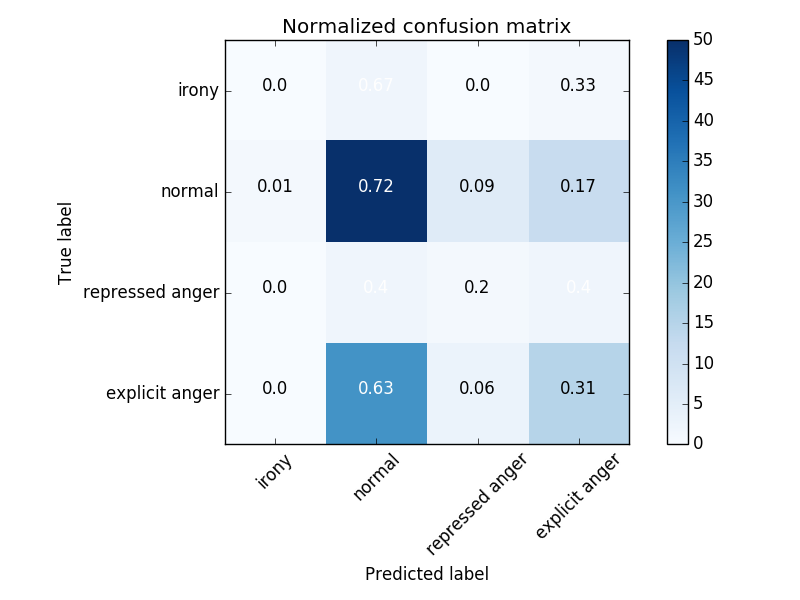 Normalized confusion matrix
irony 0.0 0.67 0.0 0.33
normal 0.01 0.72 0.09 0.17
repressed anger 0.0 0.4 0.2 0.4
explicit anger 0.0 0.63 0.06 0.31
irony normal repressed anger explicit anger
Predicted label
True label
50
45
40
35
30
25
20
15
10
5
0